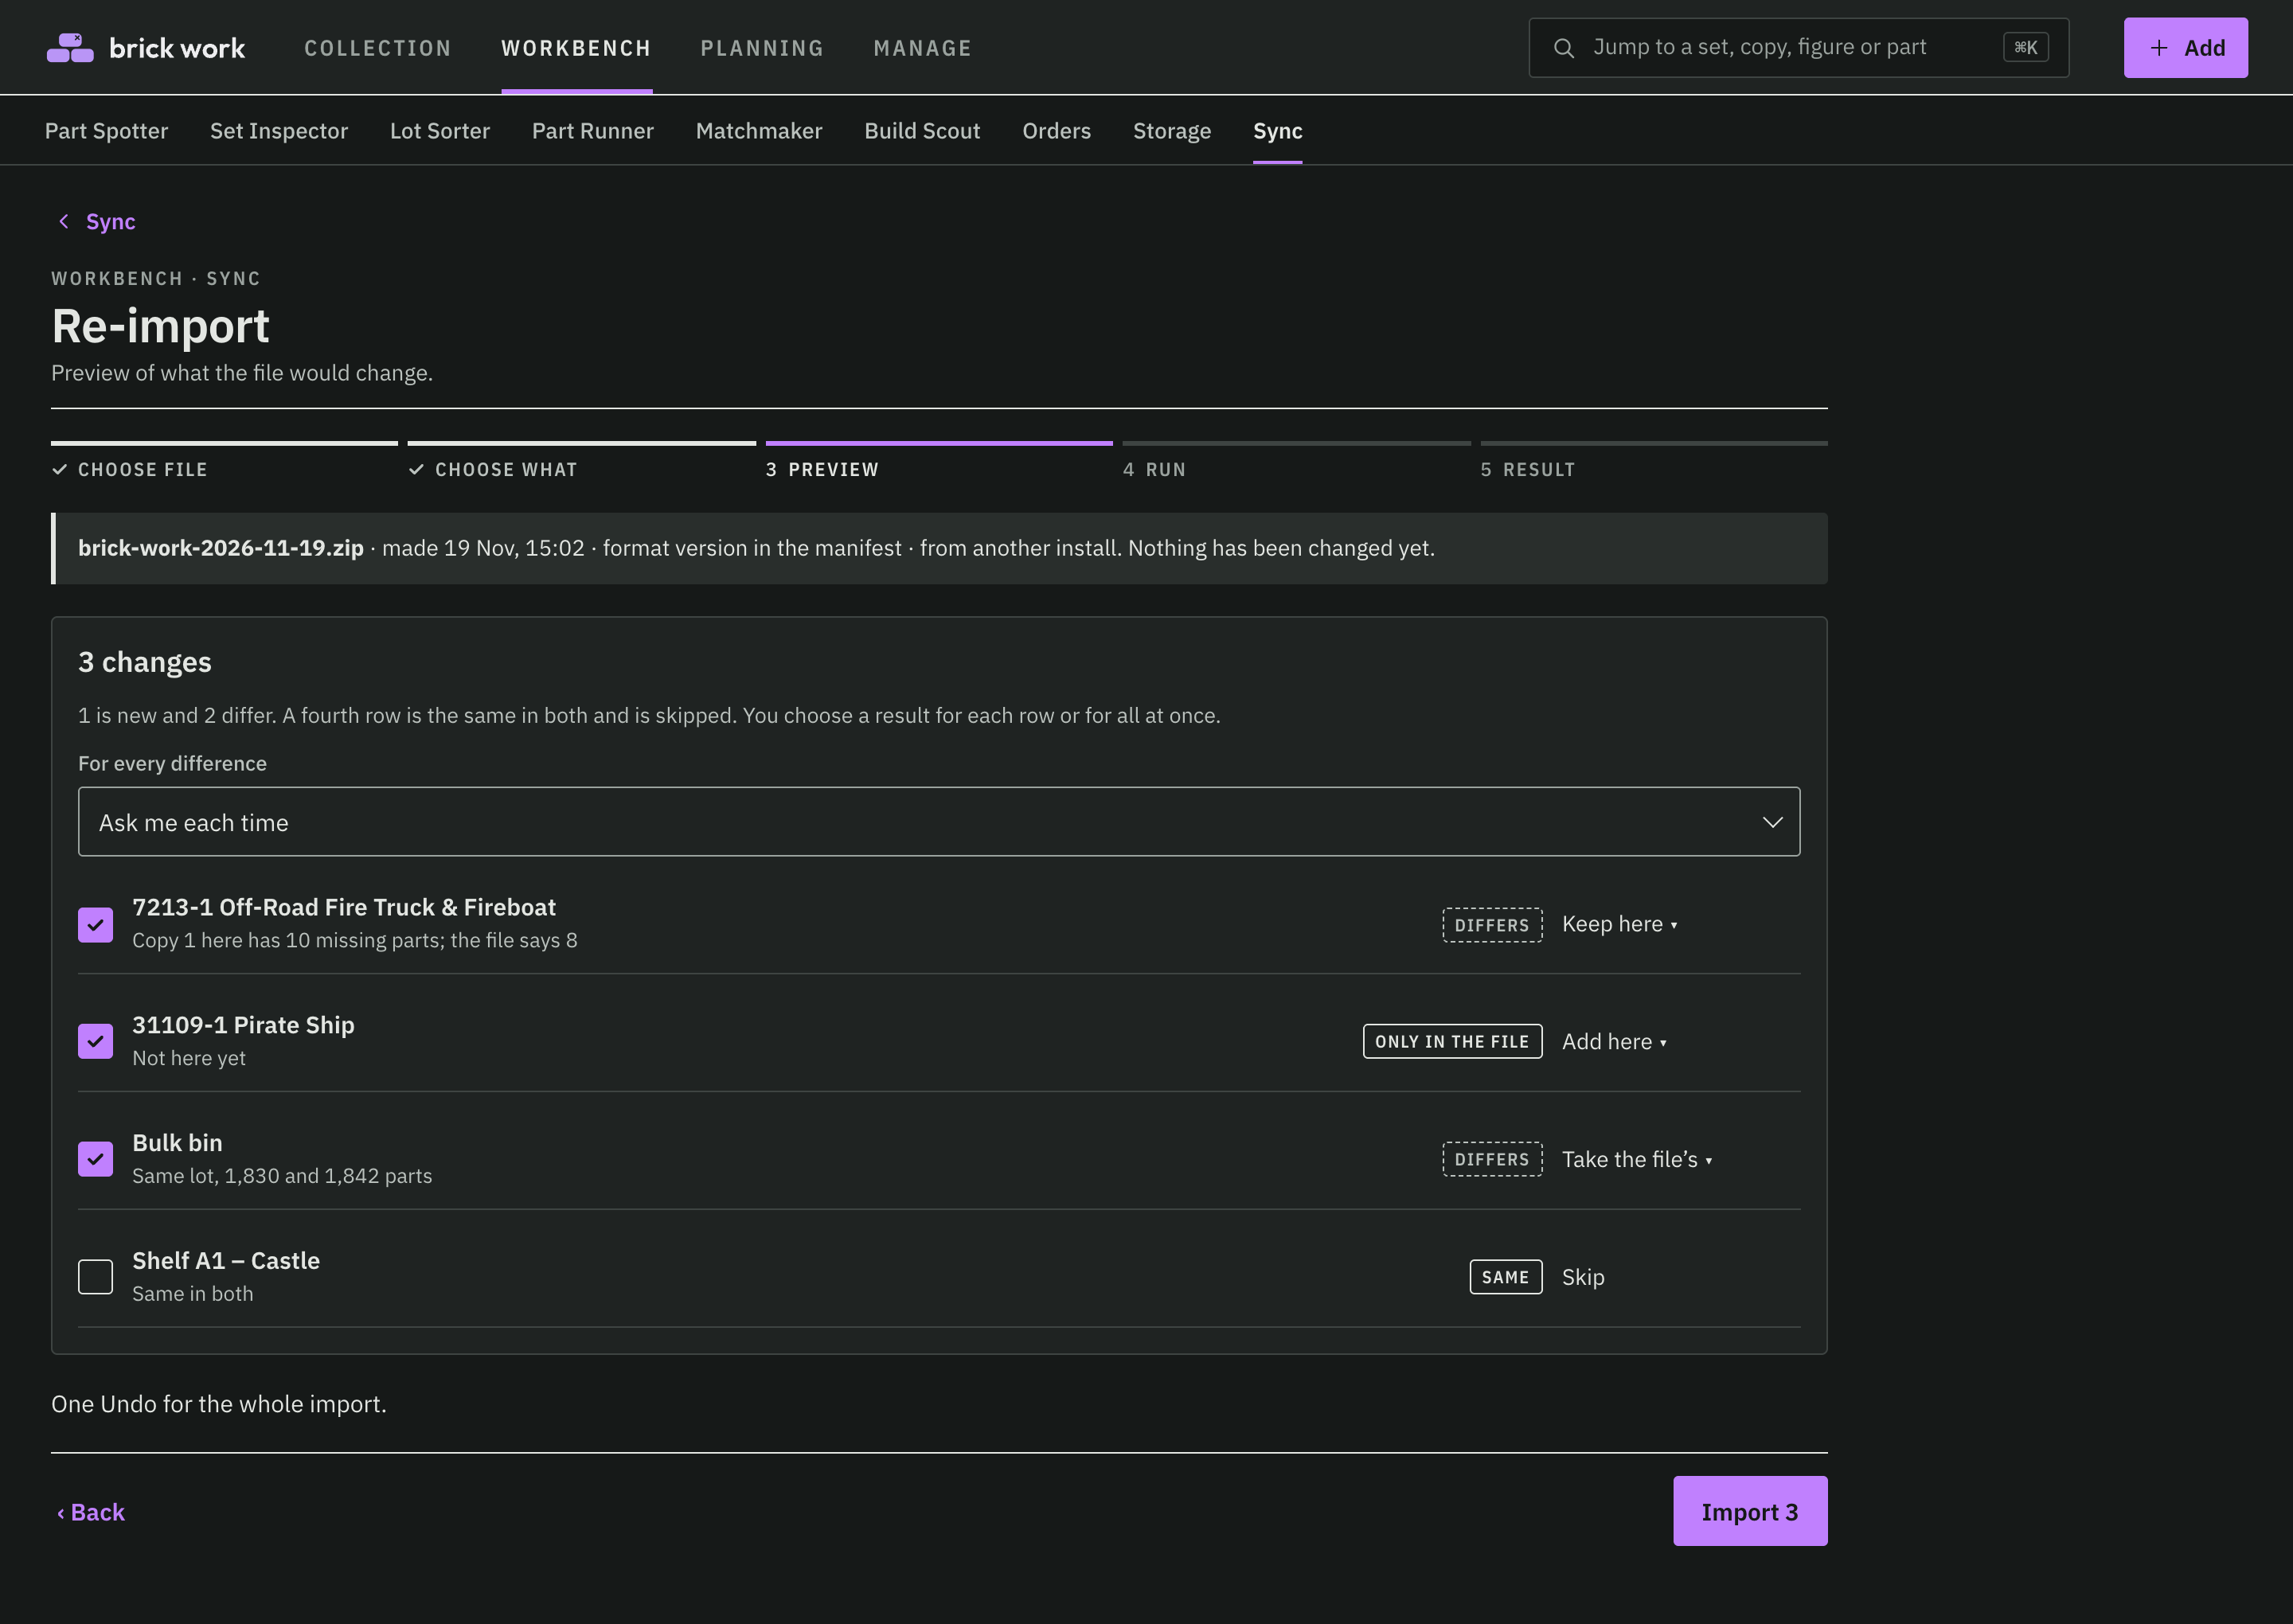 brick work
COLLECTION
WORKBENCH
PLANNING
MANAGE
Jump to a set, copy, figure or part
⌘K
+ Add
Part Spotter
Set Inspector
Lot Sorter
Part Runner
Matchmaker
Build Scout
Orders
Storage
Sync
Sync
WORKBENCH · SYNC
Re-import
Preview of what the file would change.
CHOOSE FILE
CHOOSE WHAT
3 PREVIEW
4 RUN
5 RESULT
brick-work-2026-11-19.zip · made 19 Nov, 15:02 · format version in the manifest · from another install. Nothing has been changed yet.
3 changes
1 is new and 2 differ. A fourth row is the same in both and is skipped. You choose a result for each row or for all at once.
For every difference
Ask me each time
7213-1 Off-Road Fire Truck & Fireboat
Copy 1 here has 10 missing parts; the file says 8
DIFFERS
Keep here ▾
31109-1 Pirate Ship
Not here yet
ONLY IN THE FILE
Add here ▾
Bulk bin
Same lot, 1,830 and 1,842 parts
DIFFERS
Take the file’s ▾
Shelf A1 – Castle
Same in both
SAME
Skip
One Undo for the whole import.
‹ Back
Import 3